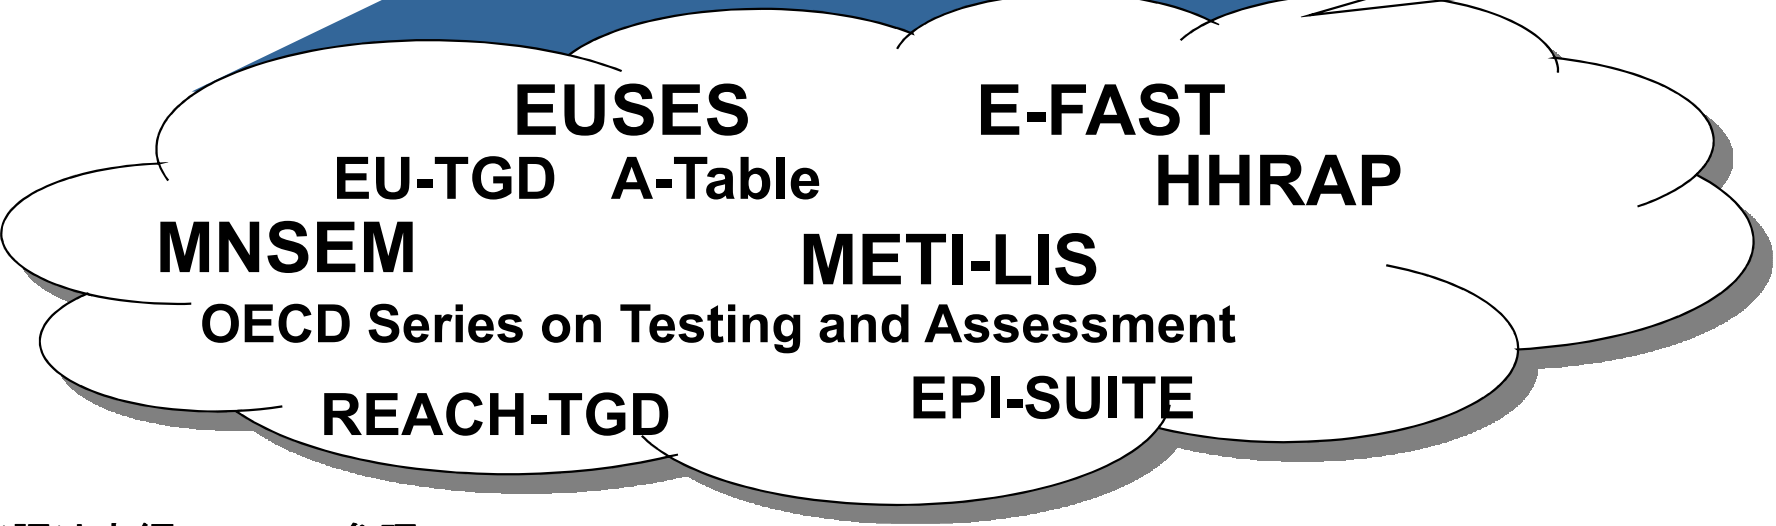 EUSES E-FAST
EU-TGD A-Table HHRAP
MNSEM METI-LIS
OECD Series on Testing and Assessment
REACH-TGD EPI-SUITE